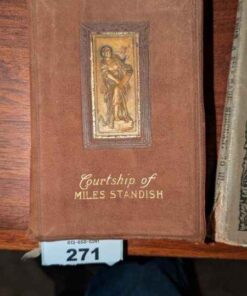 Courtship of
MILES STANDISH
271